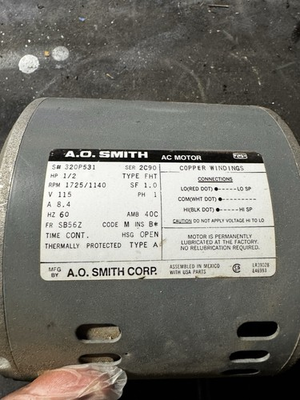 A.O. SMITH AC MOTOR
S# 320P531 SER 2C90
HP 1/2 TYPE FHT
RPM 1725/1140 SF 1.0
V 115 PH 1
A 8.4
HZ 60 AMB 40C
FR SB56Z CODE M INS B*
TIME CONT. HSG OPEN
THERMALLY PROTECTED TYPE A
MFG BY A.O. SMITH CORP.
COPPER WINDINGS
CONNECTIONS
LO(RED DOT) LO SP
COM(WHT DOT)
HI(BLK DOT) HI SP
CAUTION DO NOT APPLY VOLTAGE HI TO LO
MOTOR IS PERMANENTLY
LUBRICATED AT THE FACTORY.
NO RELUBRICATION REQUIRED.
ASSEMBLED IN MEXICO
WITH USA PARTS